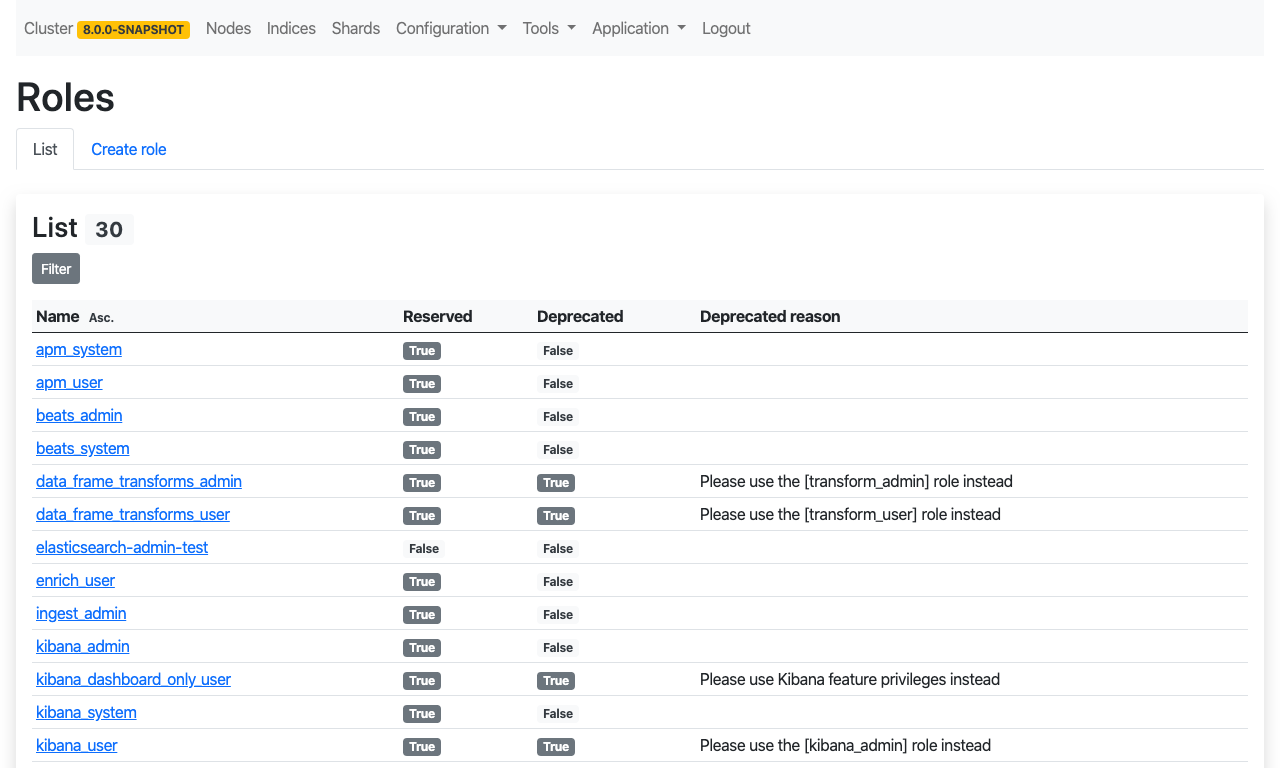 Cluster 8.0.0-SNAPSHOT Nodes Indices Shards Configuration Tools Application Logout
Roles
List Create role
List 30
Filter
Name Asc. Reserved Deprecated Deprecated reason
apm_system True False
apm_user True False
beats_admin True False
beats_system True False
data_frame_transforms_admin True True Please use the [transform_admin] role instead
data_frame_transforms_user True True Please use the [transform_user] role instead
elasticsearch-admin-test False False
enrich_user True False
ingest_admin True False
kibana_admin True False
kibana_dashboard_only_user True True Please use Kibana feature privileges instead
kibana_system True False
kibana_user True True Please use the [kibana_admin] role instead